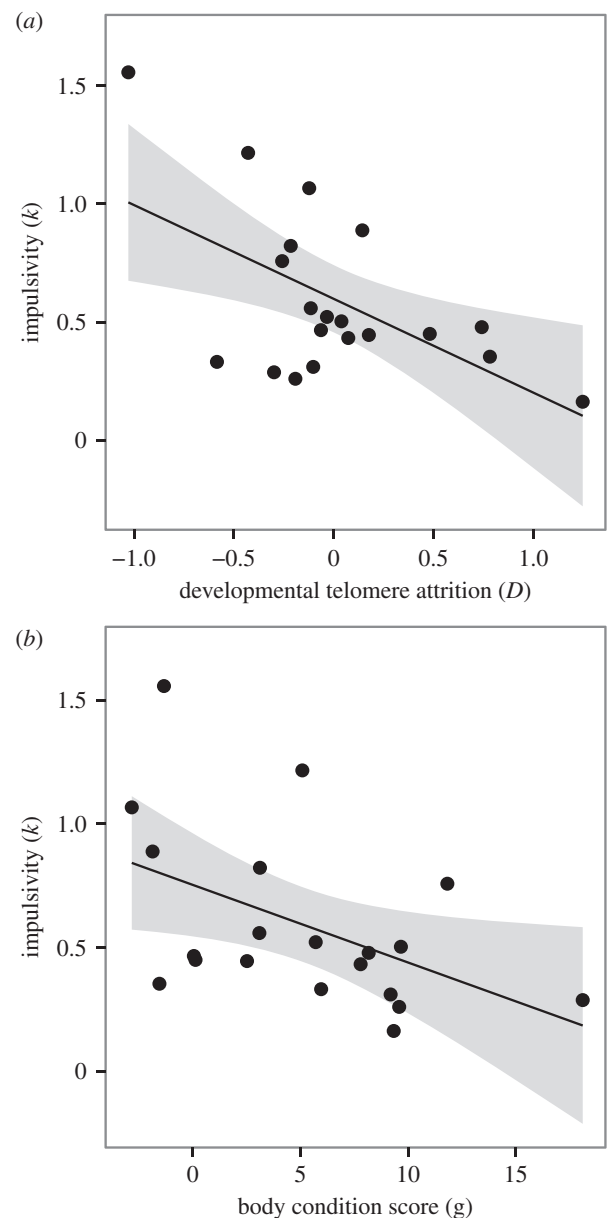 (a)
1.5
1.0
0.5
0
impulsivity (k)
−1.0 −0.5 0 0.5 1.0
developmental telomere attrition (D)
(b)
1.5
1.0
0.5
0
impulsivity (k)
0 5 10 15
body condition score (g)